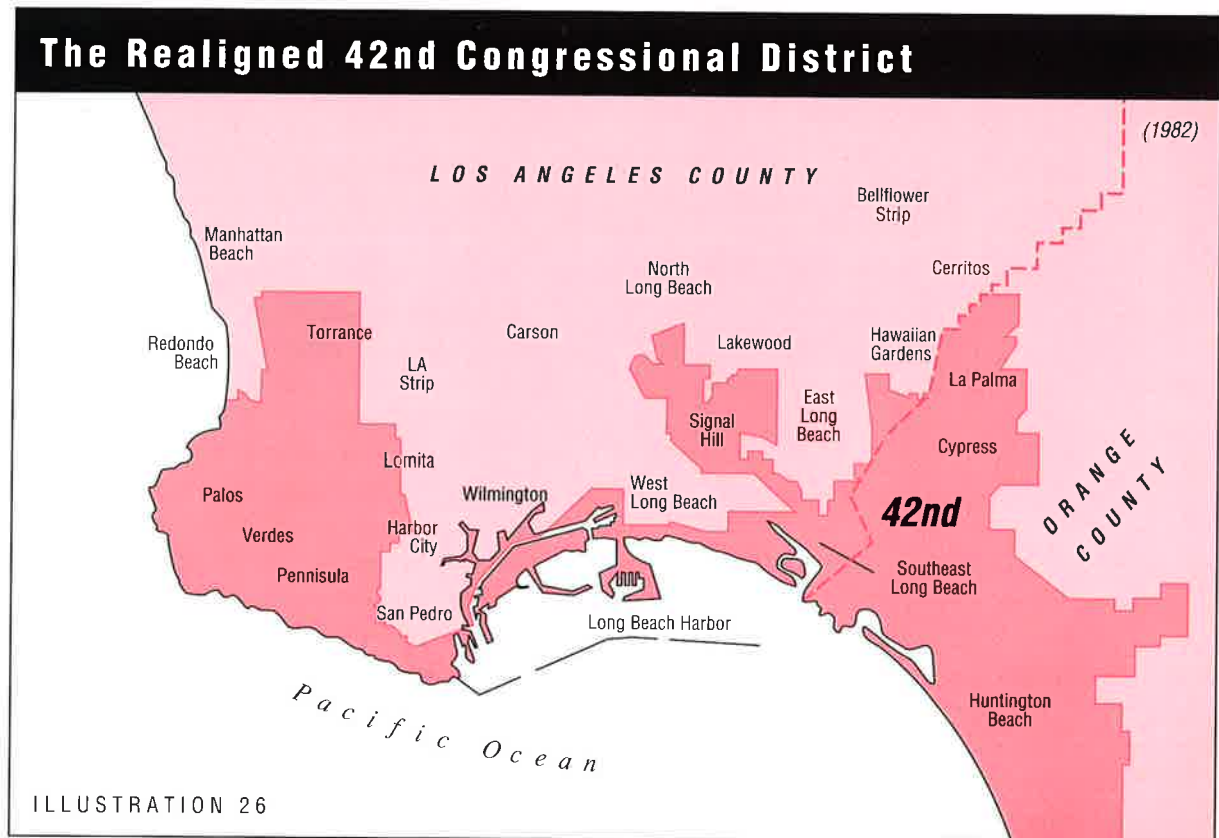 The Realigned 42nd Congressional District
(1982)
LOS ANGELES COUNTY
Bellflower
Strip
Manhattan
Beach
North
Long Beach
Cerritos
Redondo
Beach
Torrance
LA
Strip
Carson
Lakewood
Hawaiian
Gardens
La Palma
Signal
Hill
East
Long
Beach
Cypress
Lomita
ORANGE
COUNTY
Palos
Verdes
Pennisula
Wilmington
West
Long Beach
42nd
Harbor
City
Southeast
Long Beach
San Pedro
Long Beach Harbor
Huntington
Beach
Pacific Ocean
ILLUSTRATION 26